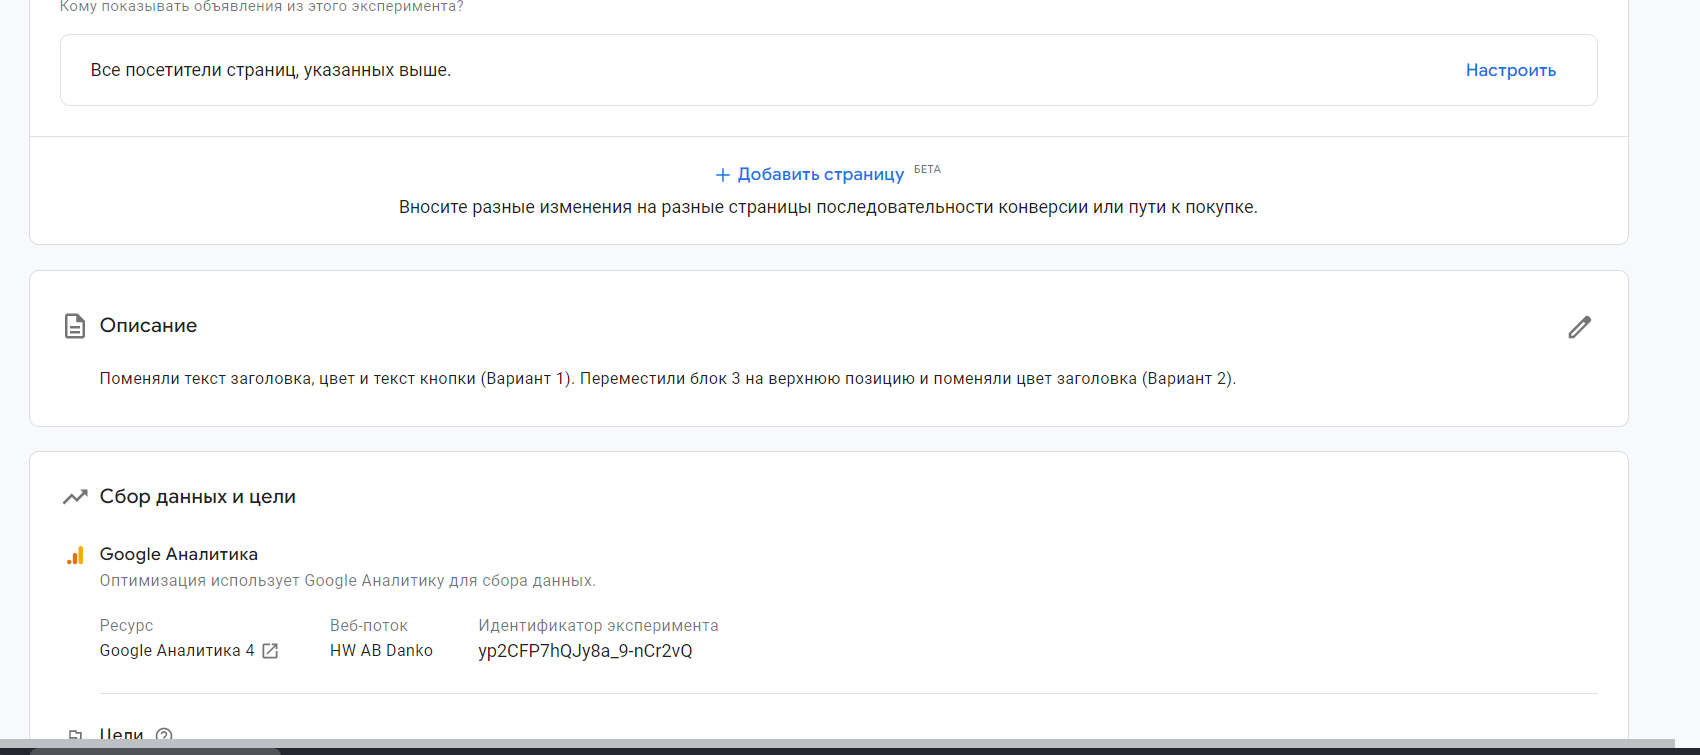 Кому показывать объявления из этого эксперимента?
Все посетители страниц, указанных выше.
Настроить
+ Добавить страницу БЕТА
Вносите разные изменения на разные страницы последовательности конверсии или пути к покупке.
Описание
Поменяли текст заголовка, цвет и текст кнопки (Вариант 1). Переместили блок 3 на верхнюю позицию и поменяли цвет заголовка (Вариант 2).
Сбор данных и цели
Google Аналитика
Оптимизация использует Google Аналитику для сбора данных.
Ресурс Веб-поток Идентификатор эксперимента
Google Аналитика 4 HW AB Danko yp2CFP7hQJy8a_9-nCr2vQ
Цели